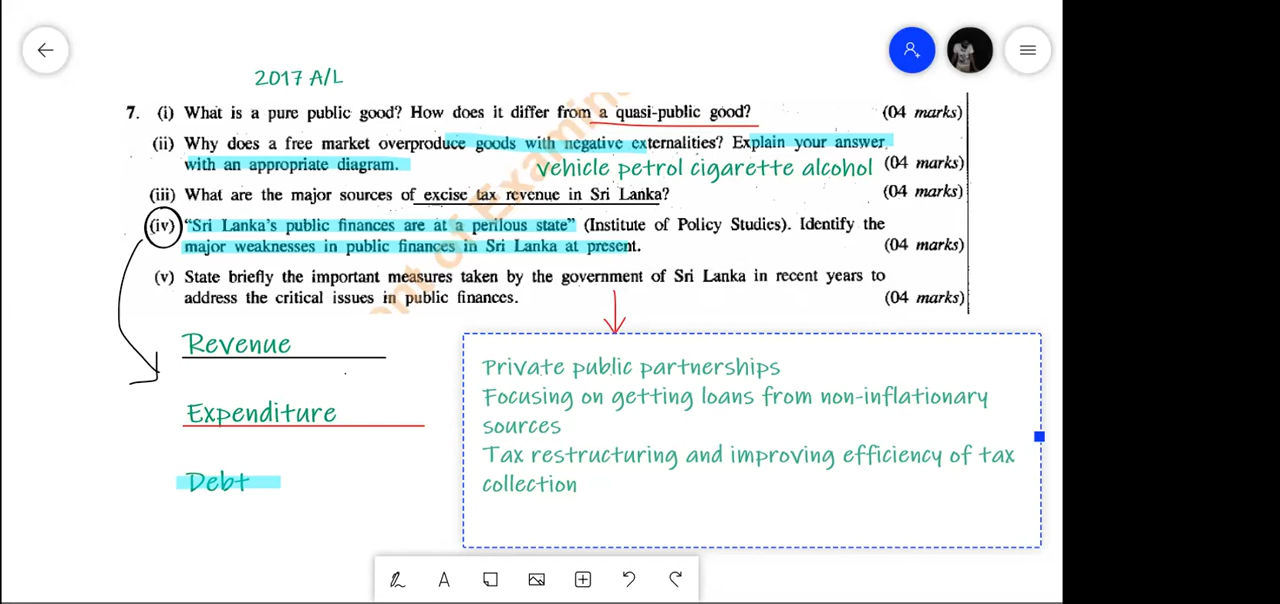 2017 A/L
7. (i) What is a pure public good? How does it differ from a quasi-public good? (04 marks)
(ii) Why does a free market overproduce goods with negative externalities? Explain your answer
with an appropriate diagram. (04 marks)
vehicle petrol cigarette alcohol
(iii) What are the major sources of excise tax revenue in Sri Lanka? (04 marks)
(iv) “Sri Lanka's public finances are at a perilous state” (Institute of Policy Studies). Identify the
major weaknesses in public finances in Sri Lanka at present. (04 marks)
(v) State briefly the important measures taken by the government of Sri Lanka in recent years to
address the critical issues in public finances. (04 marks)
Revenue
Expenditure
Debt
Private public partnerships
Focusing on getting loans from non-inflationary
sources
Tax restructuring and improving efficiency of tax
collection
A